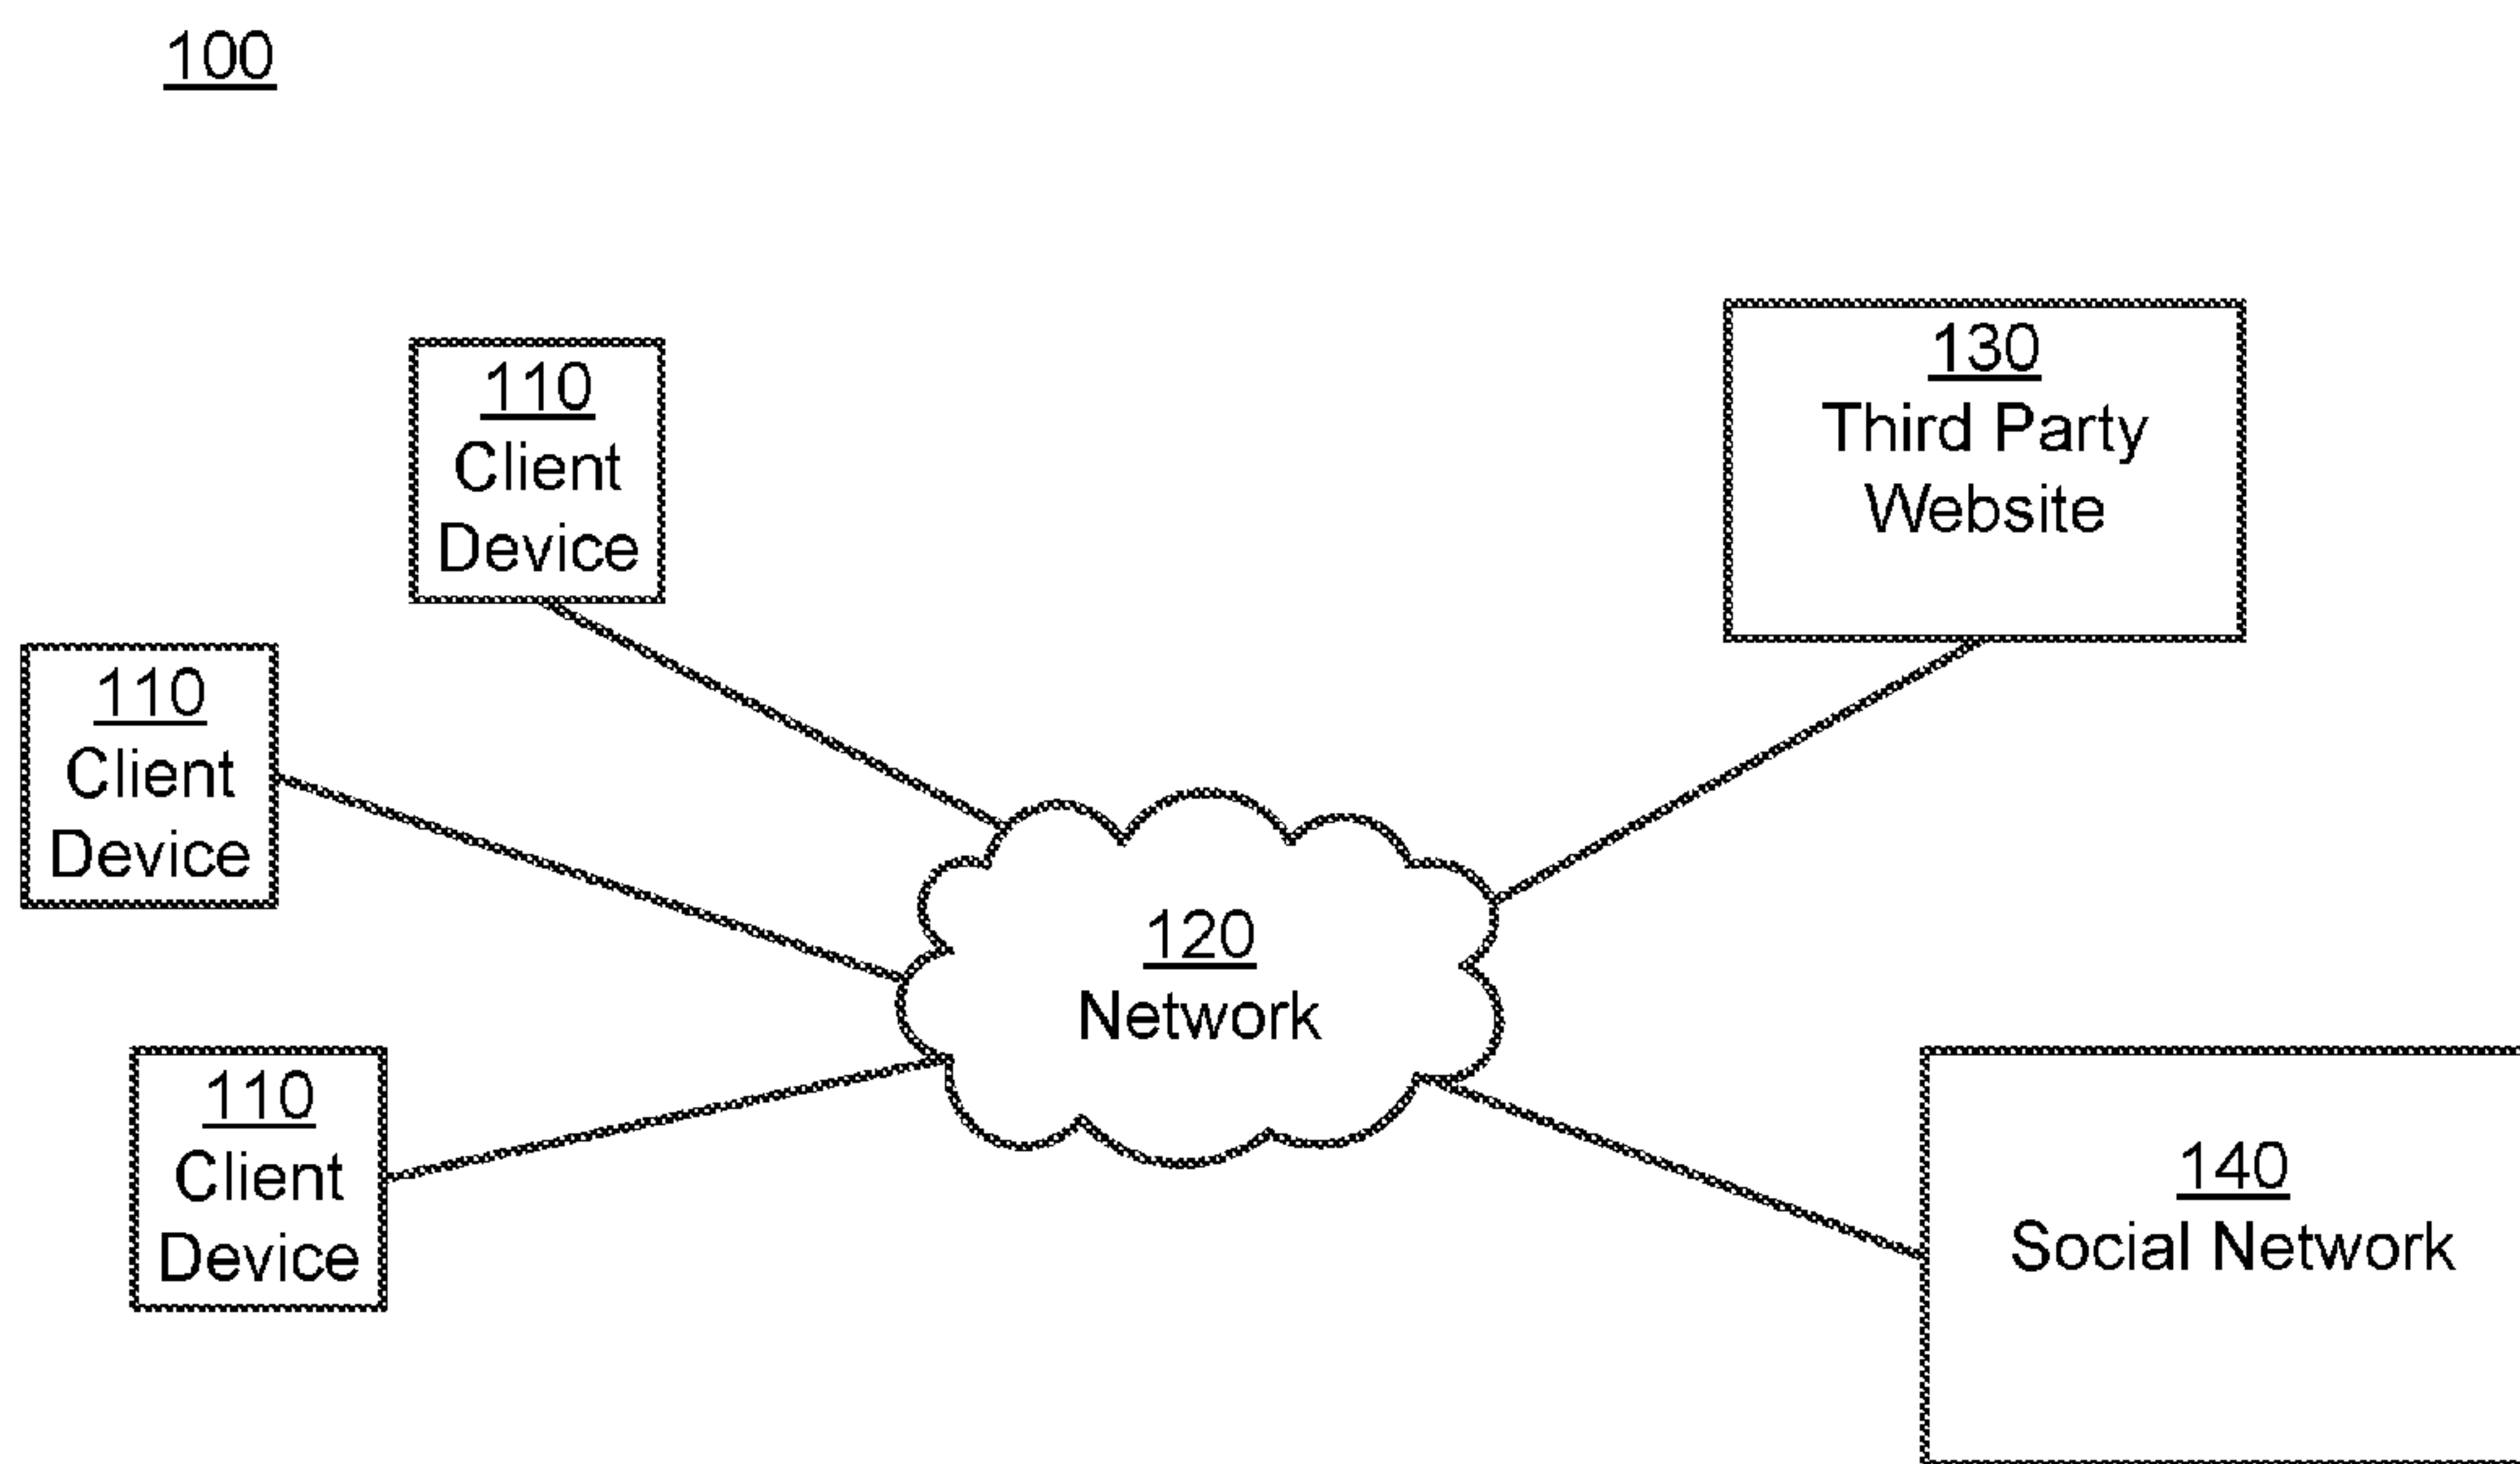 100
110
Client
Device
130
Third Party
Website
110
Client
Device
120
Network
110
Client
Device
140
Social Network